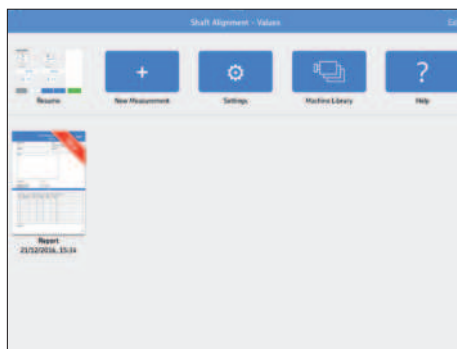 Shaft Alignment - Values
Resume
New Measurement
Settings
Machine Library
Help
Report
21/12/2016, 15:34